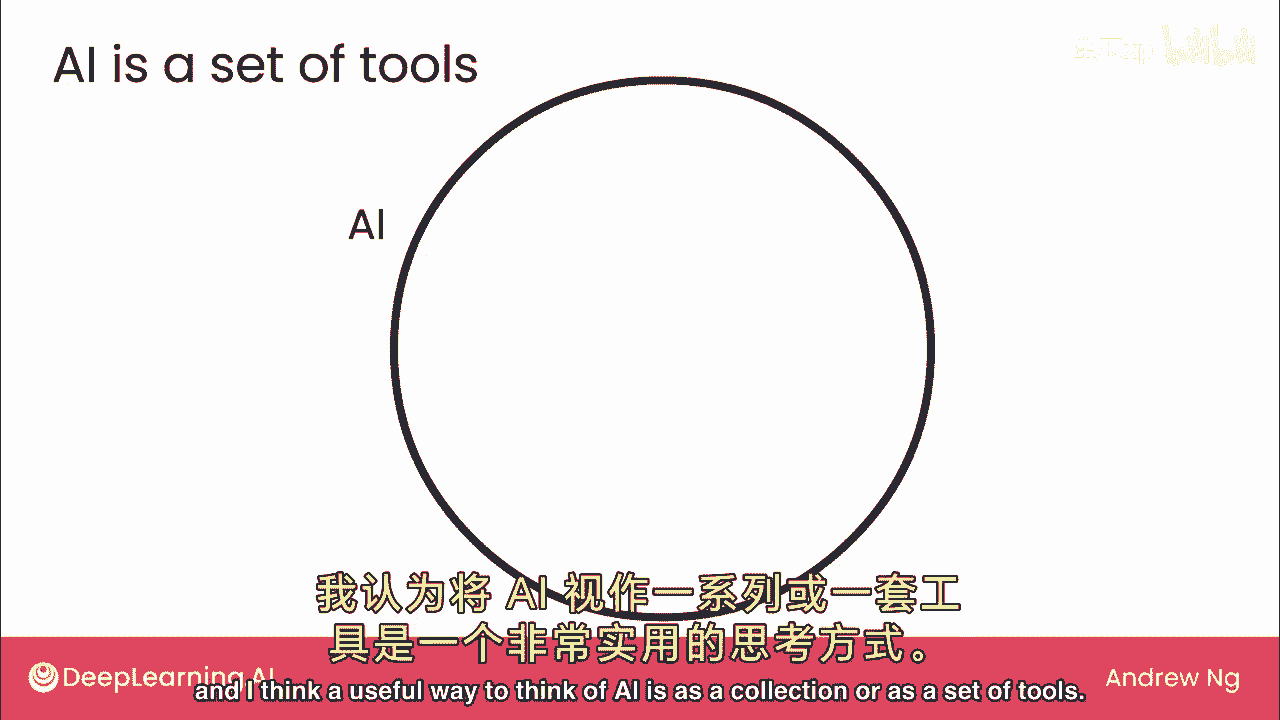 AI is a set of tools
AI
我认为将 AI 视作一系列或一套工
具是一个非常实用的思考方式。
DeepLearning.AI
and I think a useful way to think of AI is as a collection or as a set of tools.
Andrew Ng